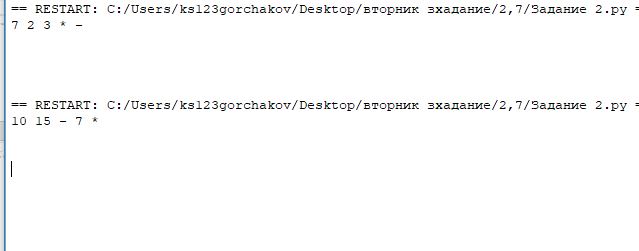 == RESTART: C:/Users/ks123gorchakov/Desktop/вторник зхадание/2,7/Задание 2.py =
7 2 3 * -
== RESTART: C:/Users/ks123gorchakov/Desktop/вторник зхадание/2,7/Задание 2.py =
10 15 - 7 *